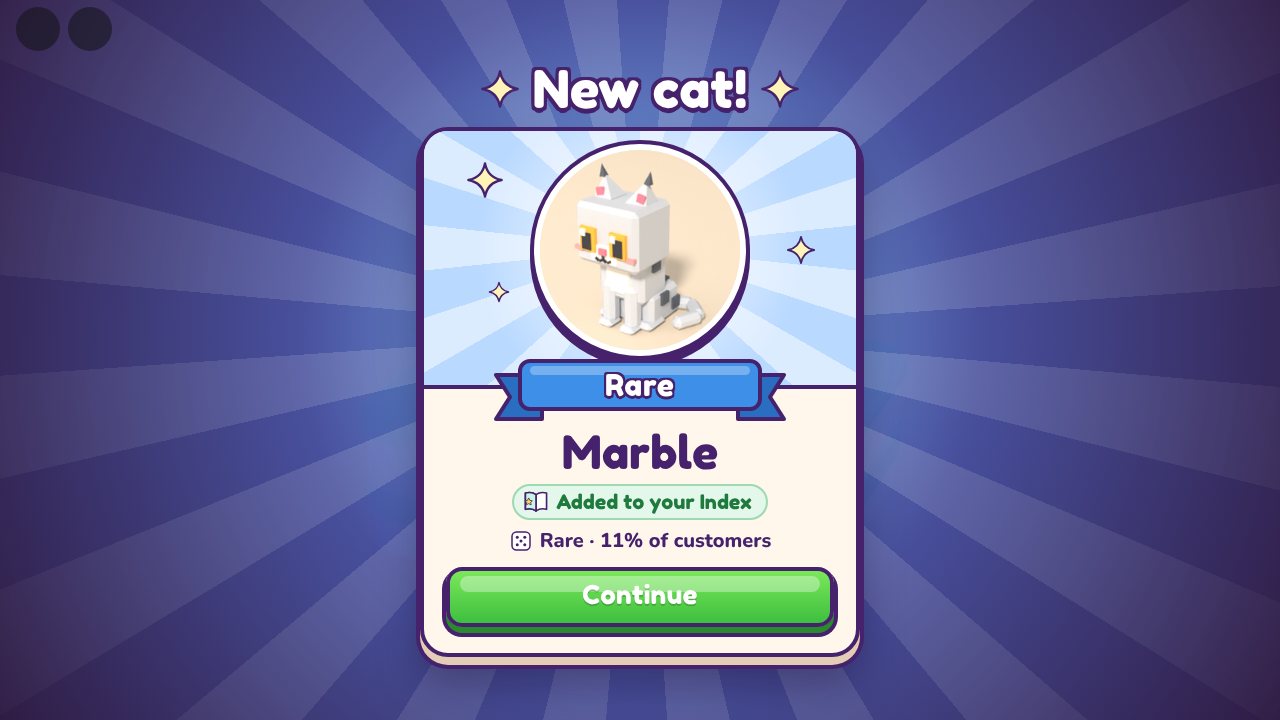 New cat!
Rare
Marble
Added to your Index
Rare · 11% of customers
Continue